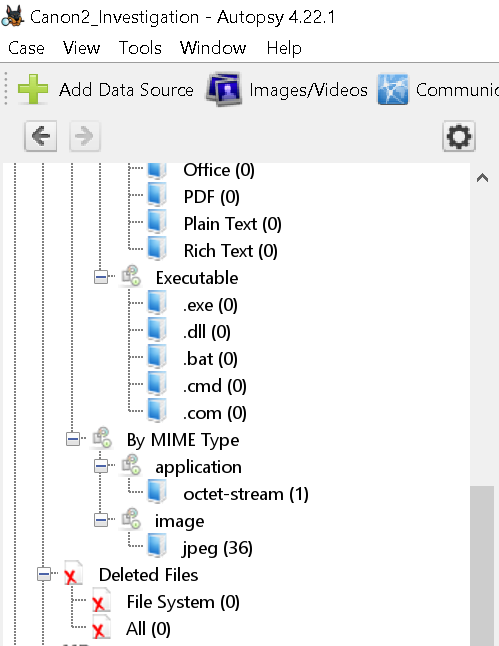 Canon2_Investigation - Autopsy 4.22.1
Case View Tools Window Help
Add Data Source Images/Videos Communic
Office (0)
PDF (0)
Plain Text (0)
Rich Text (0)
Executable
.exe (0)
.dll (0)
.bat (0)
.cmd (0)
.com (0)
By MIME Type
application
octet-stream (1)
image
jpeg (36)
Deleted Files
File System (0)
All (0)